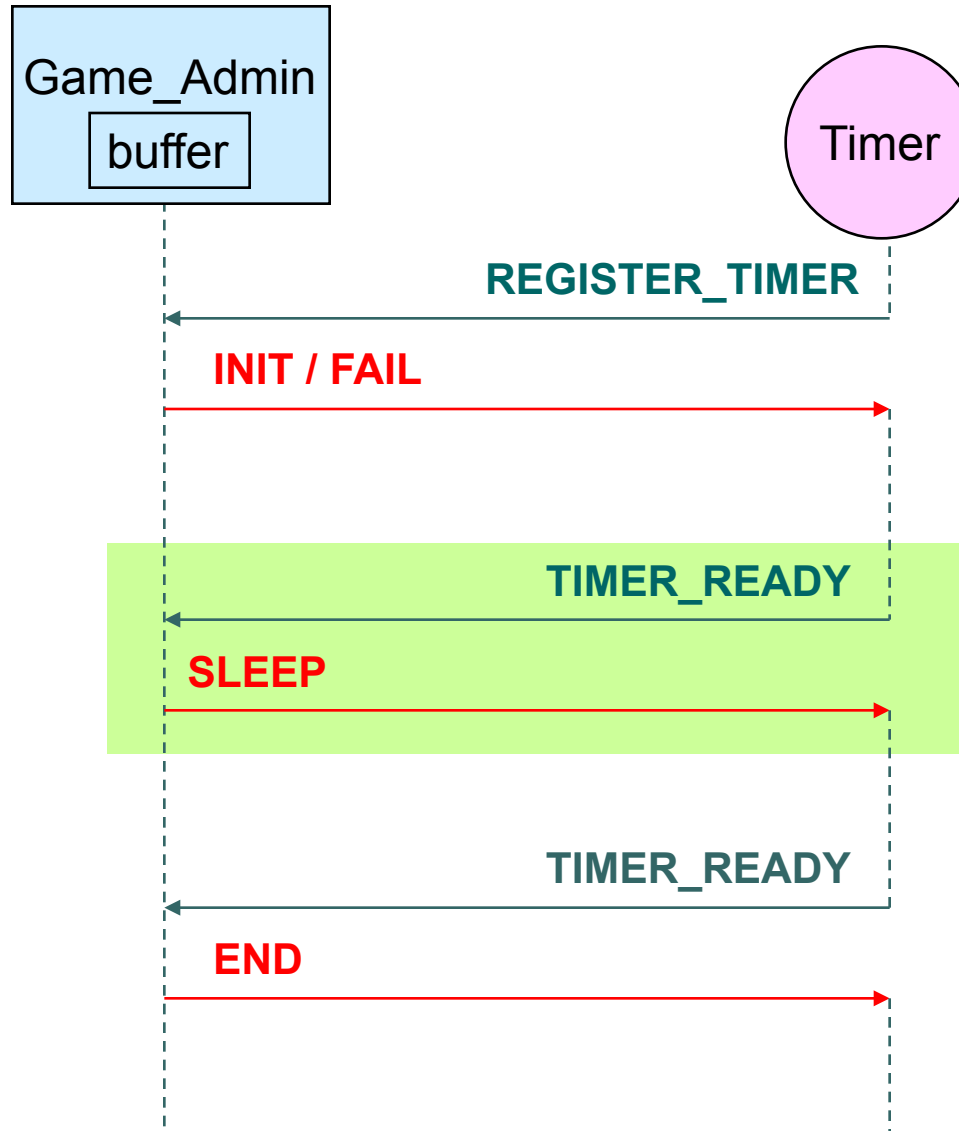 Game_Admin
buffer
Timer
REGISTER_TIMER
INIT / FAIL
TIMER_READY
SLEEP
TIMER_READY
END